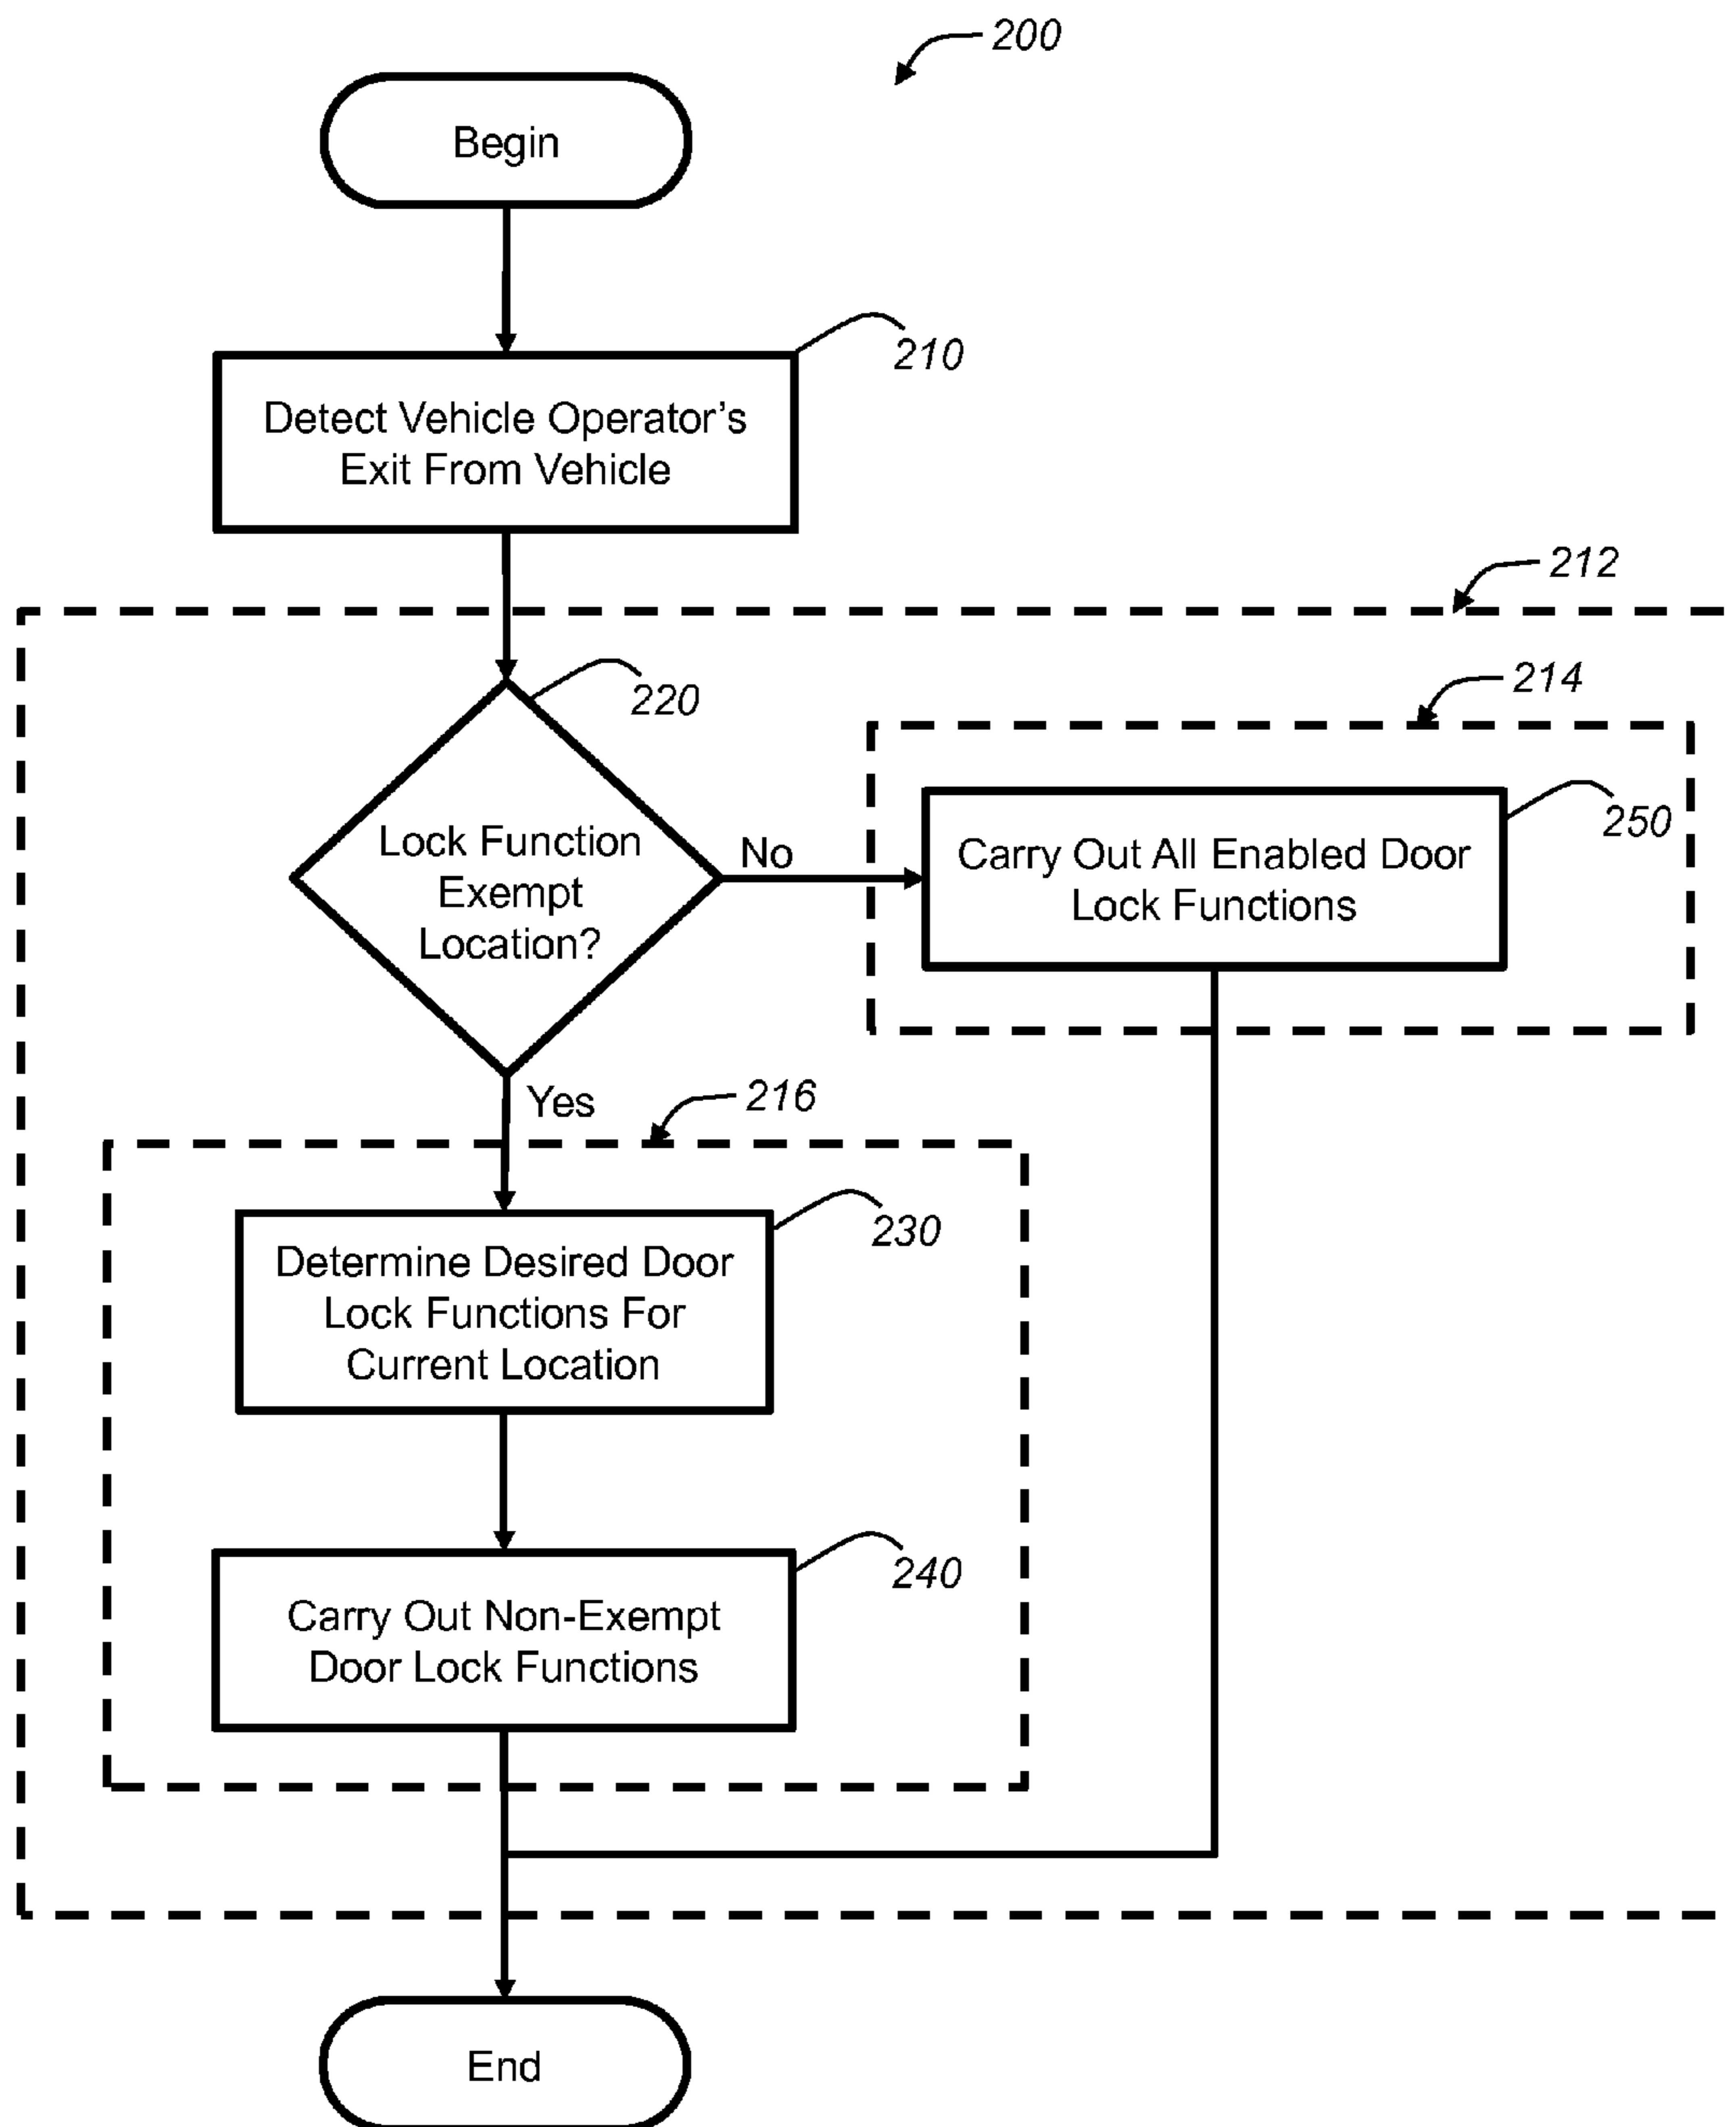 200
Begin
210
Detect Vehicle Operator's
Exit From Vehicle
212
214
220
250
Lock Function
Exempt
Location?
No
Carry Out All Enabled Door
Lock Functions
Yes
216
230
Determine Desired Door
Lock Functions For
Current Location
240
Carry Out Non-Exempt
Door Lock Functions
End